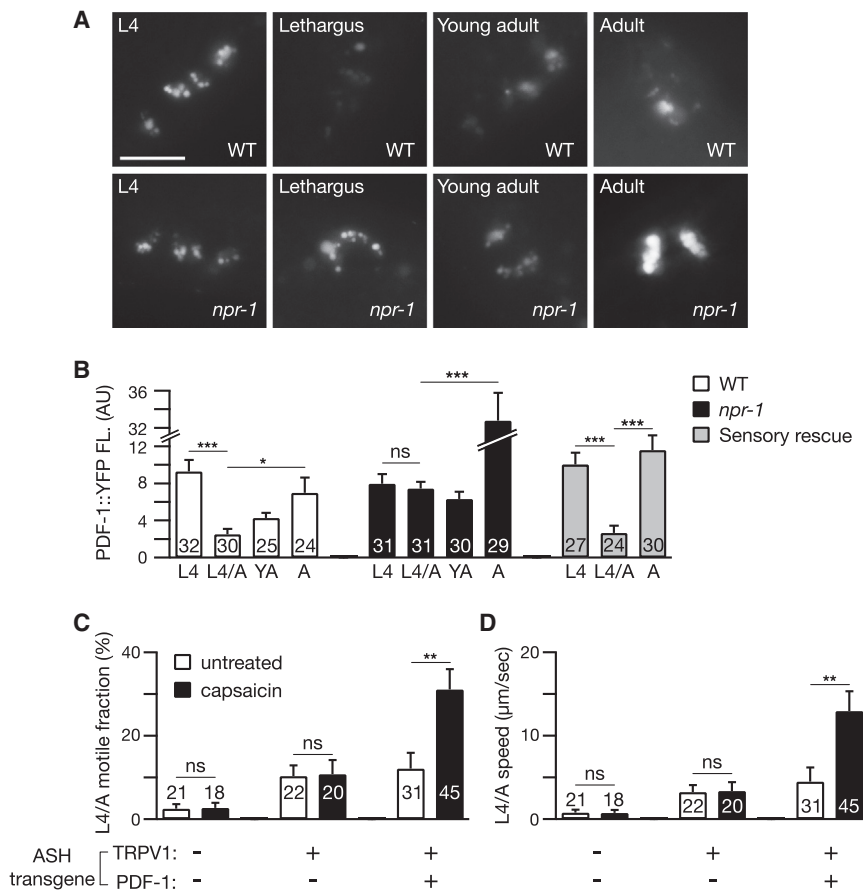 A
L4
Lethargus
Young adult
Adult
WT
WT
WT
WT
L4
Lethargus
Young adult
Adult
npr-1
npr-1
npr-1
npr-1
B
PDF-1::YFP FL. (AU)
36
32
12
8
4
0
***
*
ns
***
***
***
32 30 25 24 31 31 30 29 27 24 30
L4 L4/A YA A L4 L4/A YA A L4 L4/A A
WT
npr-1
Sensory rescue
C
L4/A motile fraction (%)
40
20
0
untreated
capsaicin
ns
ns
**
21 18 22 20 31 45
D
L4/A speed (μm/sec)
20
10
0
ns
ns
**
21 18 22 20 31 45
ASH transgene
TRPV1: - + + - + +
PDF-1: - - + - - +